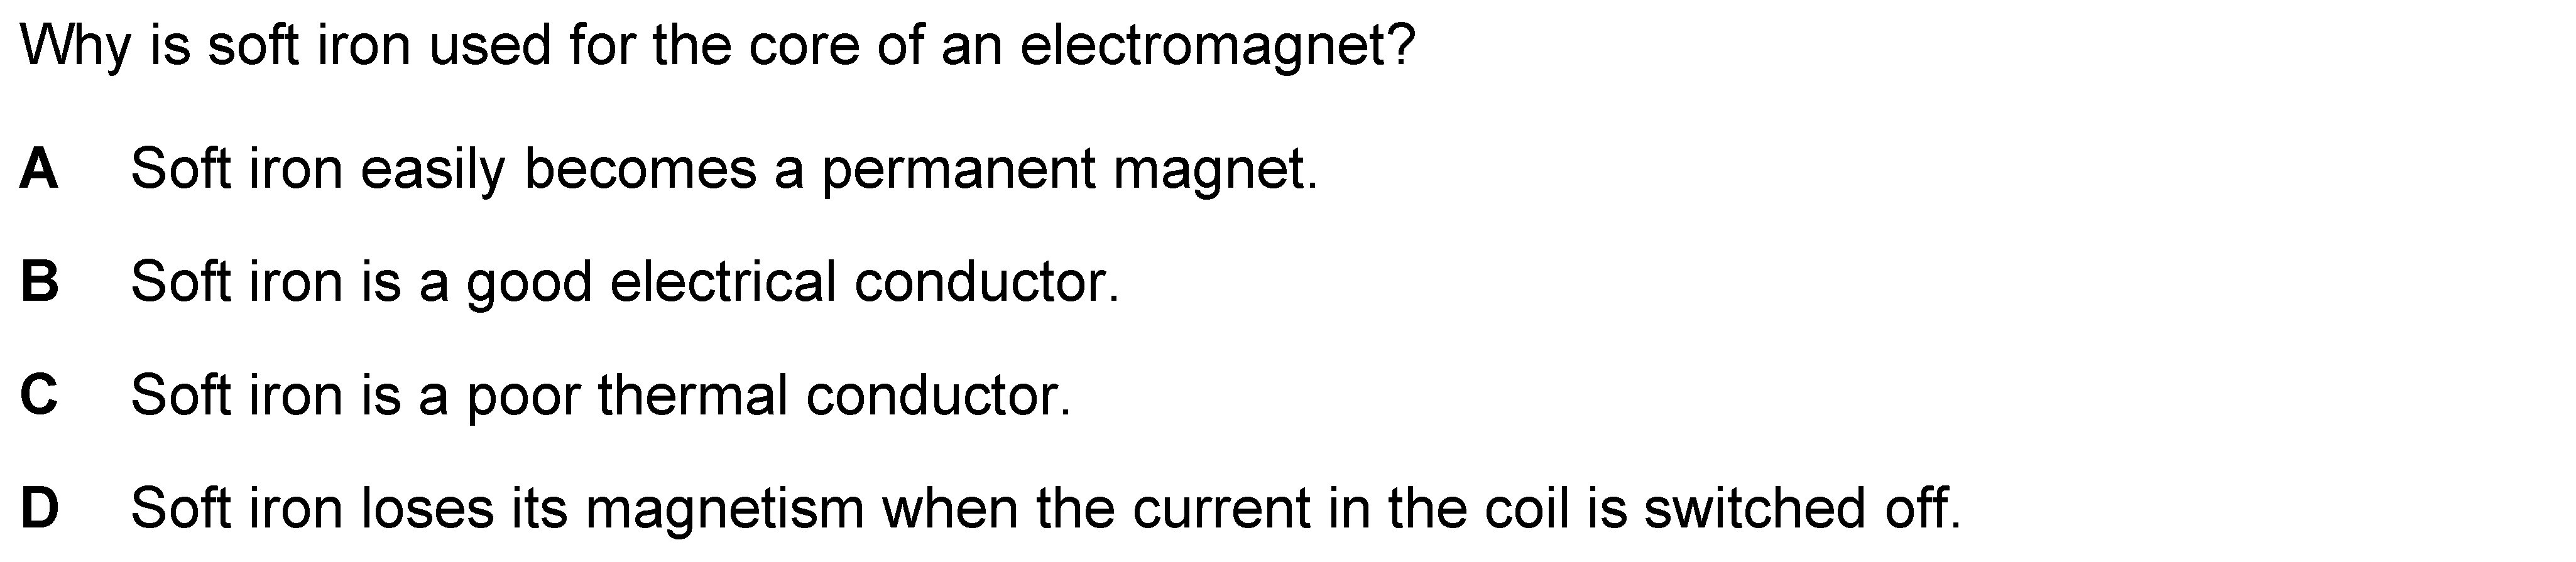 Why is soft iron used for the core of an electromagnet?
A Soft iron easily becomes a permanent magnet.
B Soft iron is a good electrical conductor.
C Soft iron is a poor thermal conductor.
D Soft iron loses its magnetism when the current in the coil is switched off.